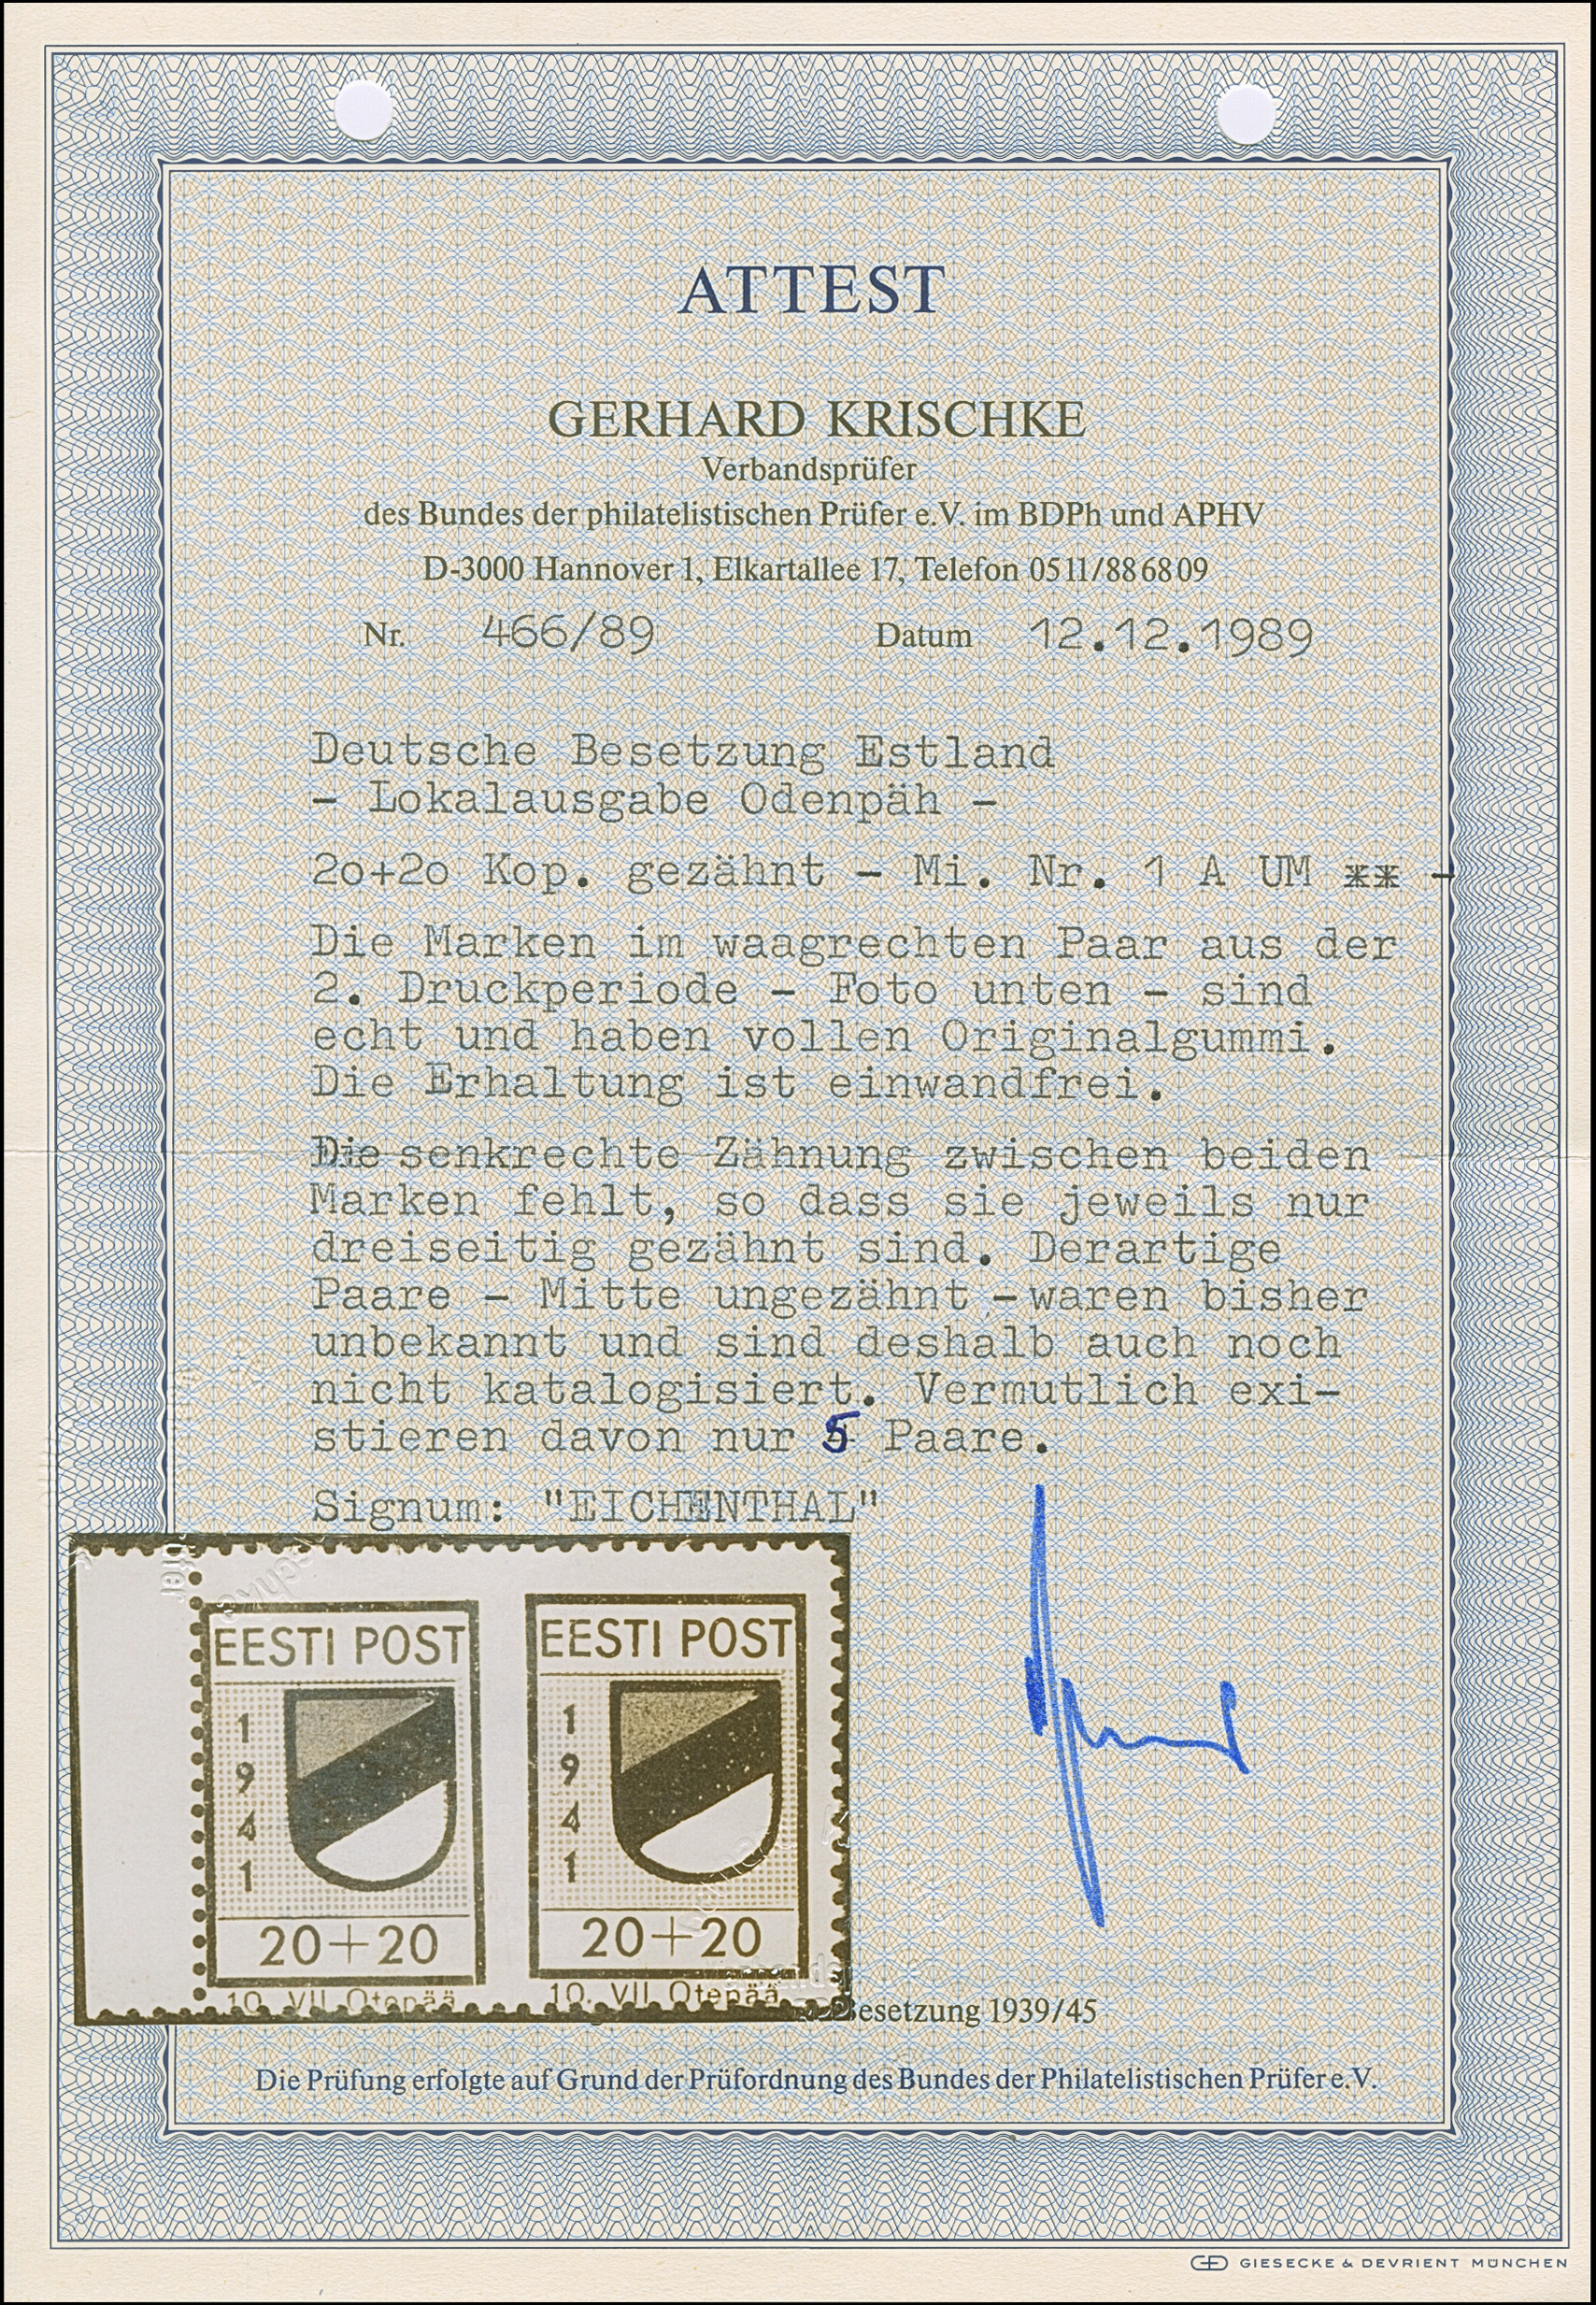 ATTEST
GERHARD KRISCHKE
Verbandsprüfer
des Bundes der philatelistischen Prüfer e.V. im BDPh und APHV
D-3000 Hannover 1, Elkartallee 17, Telefon 0511/886809
Nr. 466/89 Datum 12.12.1989
Deutsche Besetzung Estland
- Lokalausgabe Odenpäh -
2o+2o Kop. gezähnt - Mi. Nr. 1 A UM ** -
Die Marken im waagrechten Paar aus der
2. Druckperiode - Foto unten - sind
echt und haben vollen Originalgummi.
Die Erhaltung ist einwandfrei.
Die senkrechte Zähnung zwischen beiden
Marken fehlt, so dass sie jeweils nur
dreiseitig gezähnt sind. Derartige
Paare - Mitte ungezähnt - waren bisher
unbekannt und sind deshalb auch noch
nicht katalogisiert. Vermutlich exi-
stieren davon nur 5 Paare.
Signum: "EICHENTHAL"
EESTI POST
1
9
4
1
20+20
10. VII Otepää
EESTI POST
1
9
4
1
20+20
10. VII Otepää
Besetzung 1939/45
Die Prüfung erfolgte auf Grund der Prüfordnung des Bundes der Philatelistischen Prüfer e.V.
GIESECKE & DEVRIENT MÜNCHEN